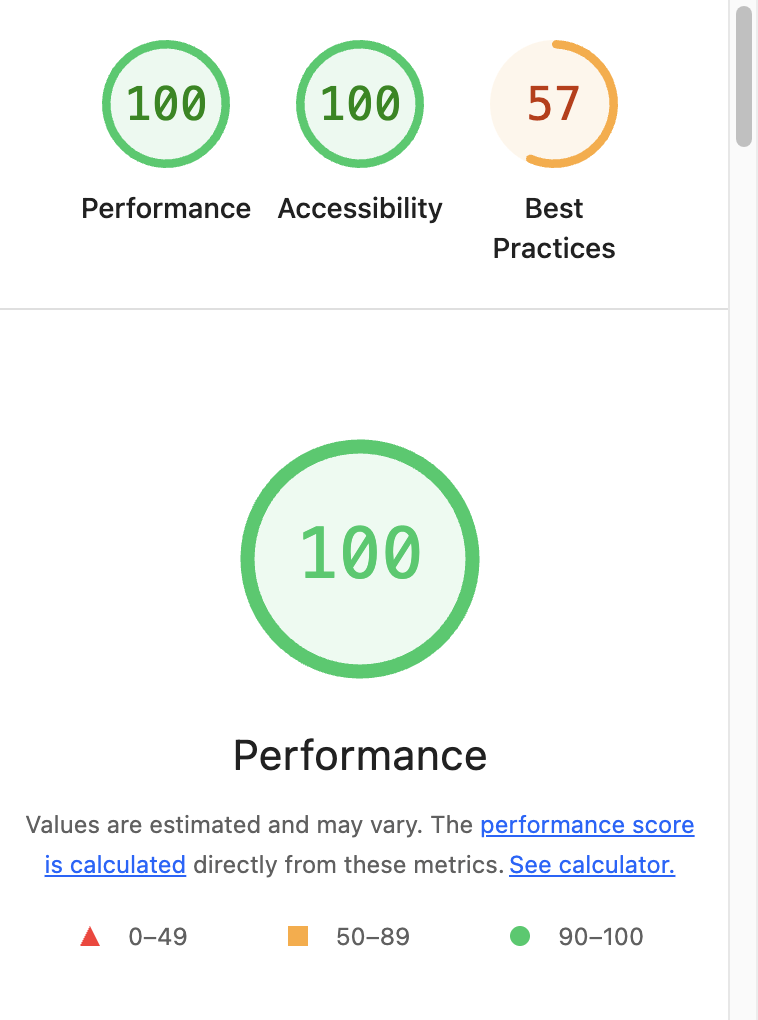 100
100
57
Performance
Accessibility
Best
Practices
100
Performance
Values are estimated and may vary. The performance score
is calculated directly from these metrics. See calculator.
0–49
50–89
90–100